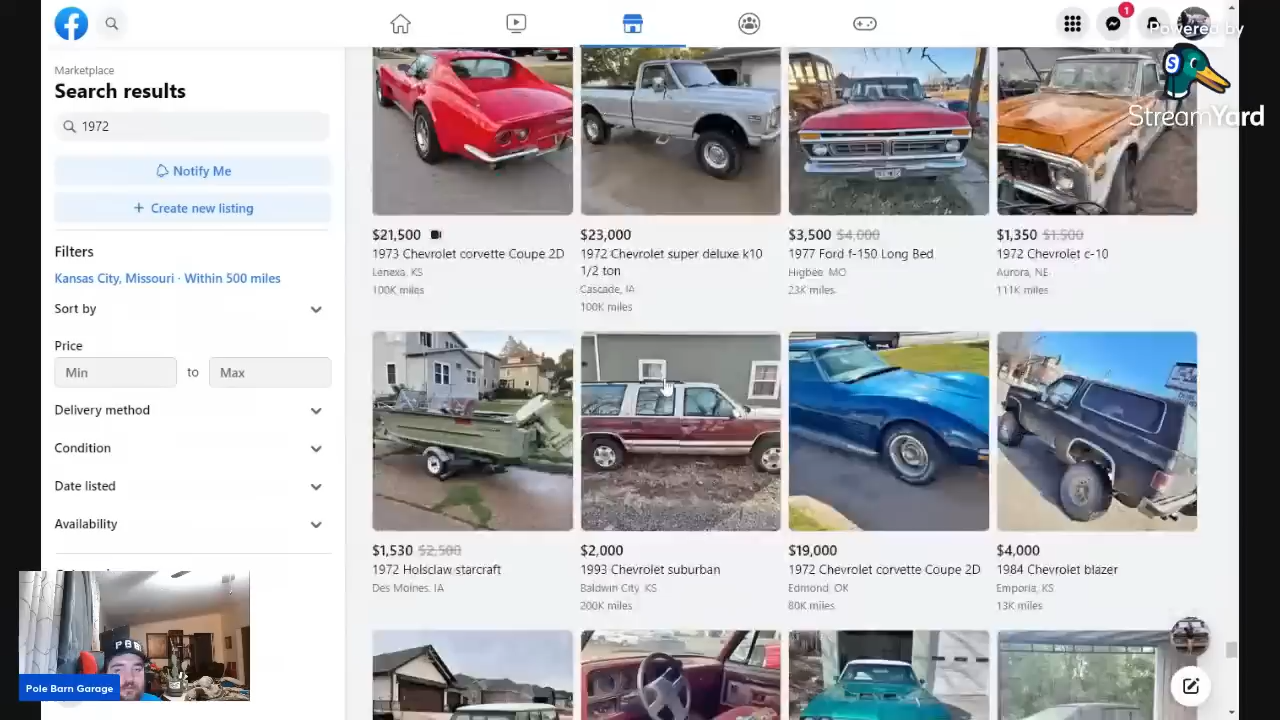 1
Powered by
StreamYard
Marketplace
Search results
1972
Notify Me
+ Create new listing
Filters
Kansas City, Missouri · Within 500 miles
Sort by
Price
Min
to
Max
Delivery method
Condition
Date listed
Availability
$21,500
1973 Chevrolet corvette Coupe 2D
Lenexa, KS
100K miles
$23,000
1972 Chevrolet super deluxe k10
1/2 ton
Cascade, IA
100K miles
$3,500 $4,000
1977 Ford f-150 Long Bed
Higbee, MO
23K miles
$1,350 $1,500
1972 Chevrolet c-10
Aurora, NE
111K miles
$1,530 $2,500
1972 Holsclaw starcraft
Des Moines, IA
$2,000
1993 Chevrolet suburban
Baldwin City, KS
200K miles
$19,000
1972 Chevrolet corvette Coupe 2D
Edmond, OK
80K miles
$4,000
1984 Chevrolet blazer
Emporia, KS
13K miles
PBG
Pole Barn Garage